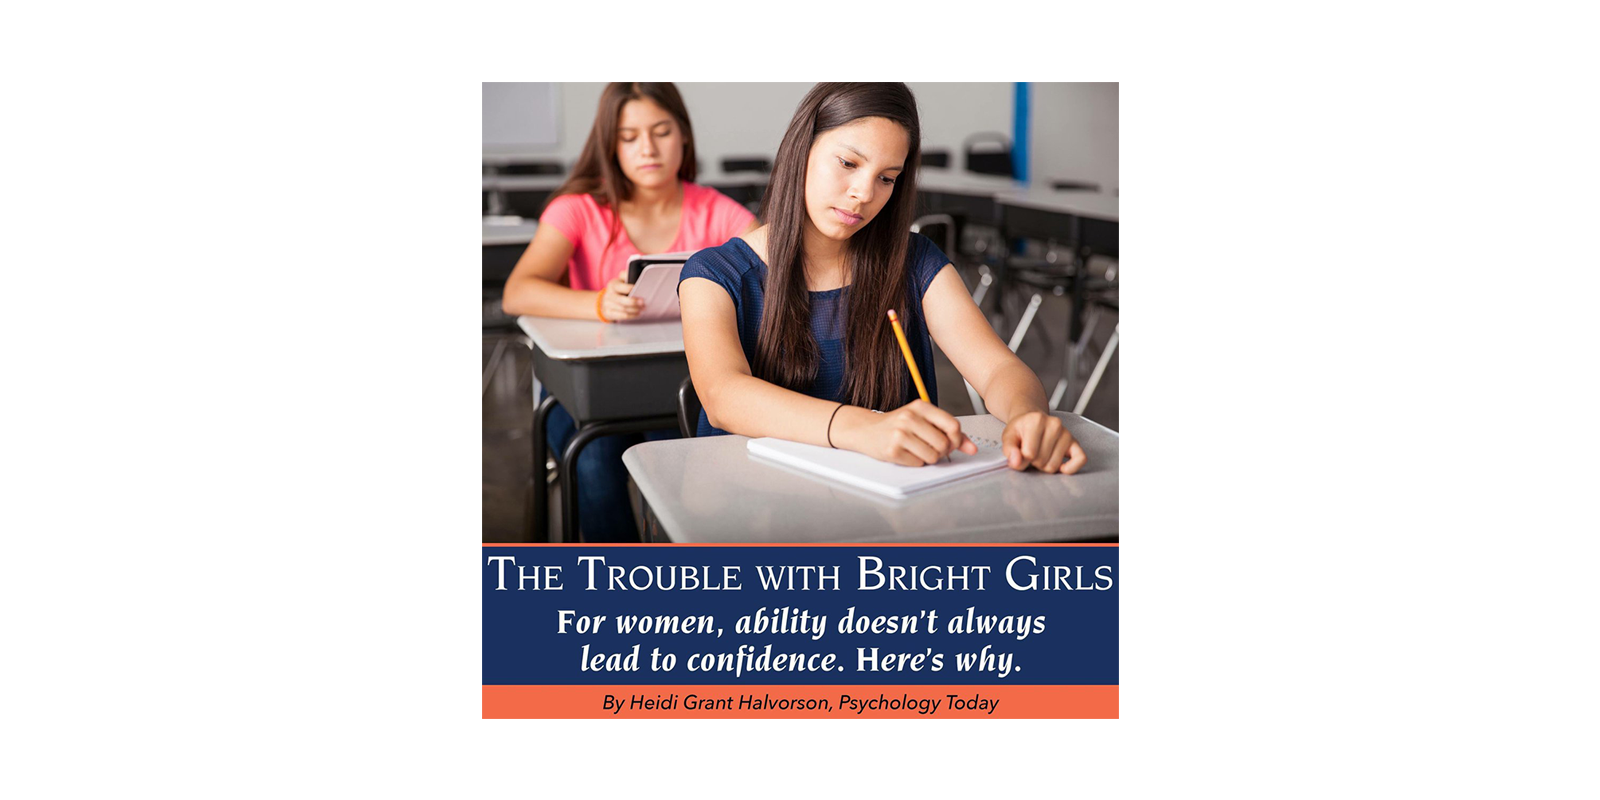 The Trouble with Bright Girls
For women, ability doesn't always
lead to confidence. Here's why.
By Heidi Grant Halvorson, Psychology Today